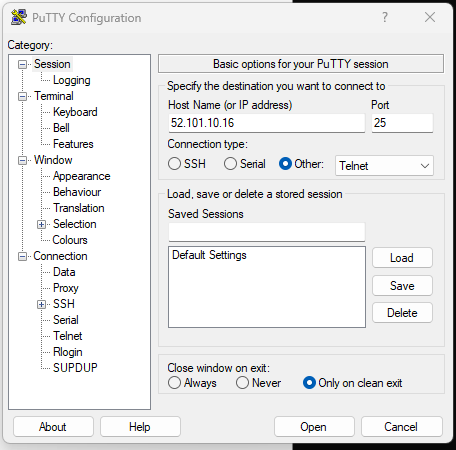 PuTTY Configuration
Category:
Session
Logging
Terminal
Keyboard
Bell
Features
Window
Appearance
Behaviour
Translation
Selection
Colours
Connection
Data
Proxy
SSH
Serial
Telnet
Rlogin
SUPDUP
Basic options for your PuTTY session
Specify the destination you want to connect to
Host Name (or IP address) Port
52.101.10.16 25
Connection type:
SSH Serial Other: Telnet
Load, save or delete a stored session
Saved Sessions
Default Settings
Load
Save
Delete
Close window on exit:
Always Never Only on clean exit
About Help Open Cancel